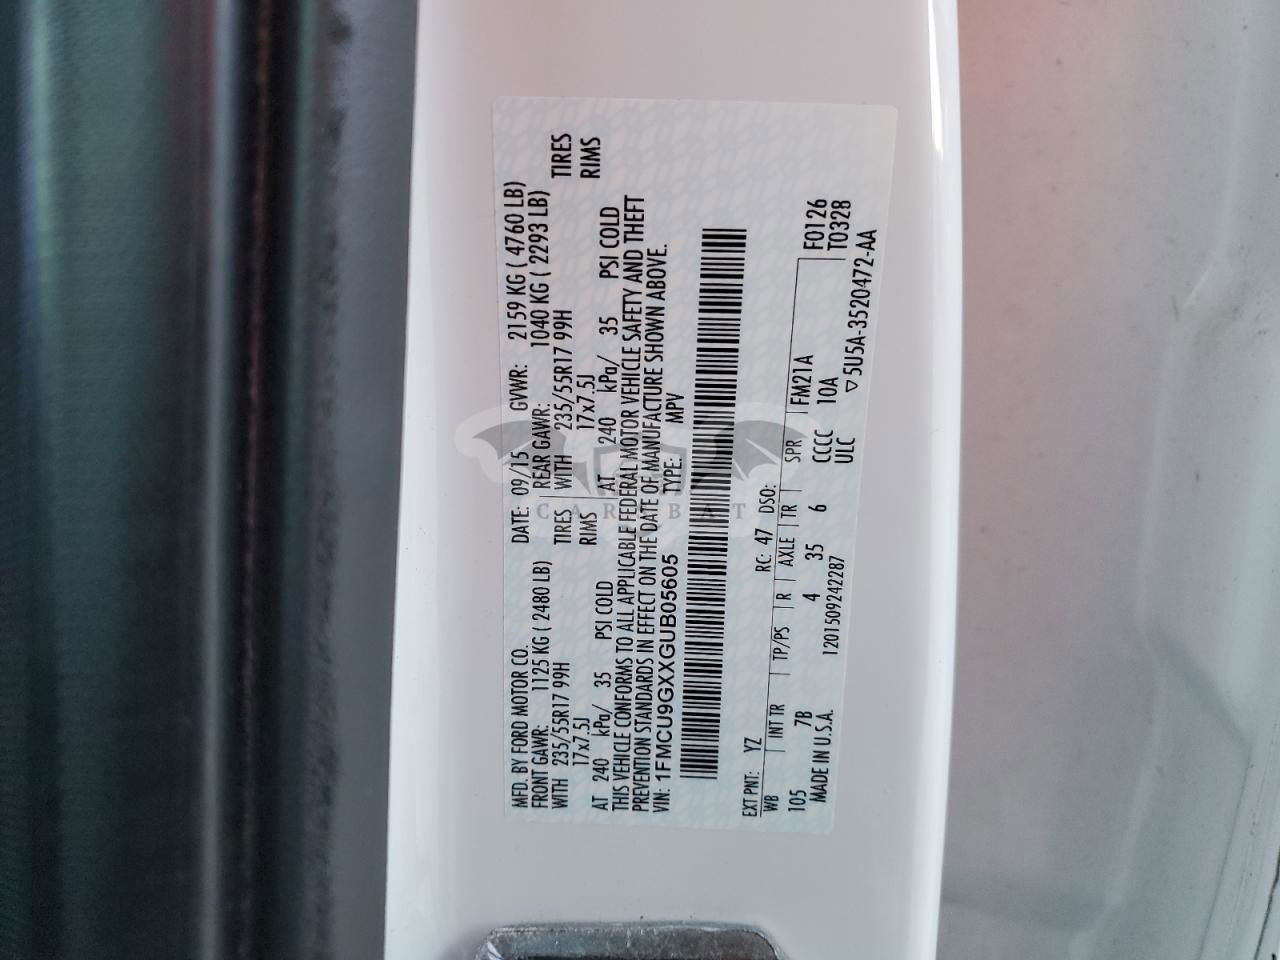 MFD. BY FORD MOTOR CO. DATE: 09/15 GVWR: 2159 KG ( 4760 LB)
FRONT GAWR: 1125 KG ( 2480 LB) REAR GAWR: 1040 KG ( 2293 LB)
WITH 235/55R17 99H TIRES WITH 235/55R17 99H TIRES
17x7.5J RIMS 17x7.5J RIMS
AT 240 kPa/ 35 PSI COLD AT 240 kPa/ 35 PSI COLD
THIS VEHICLE CONFORMS TO ALL APPLICABLE FEDERAL MOTOR VEHICLE SAFETY AND THEFT
PREVENTION STANDARDS IN EFFECT ON THE DATE OF MANUFACTURE SHOWN ABOVE.
VIN: 1FMCU9GXXGUB05605 TYPE: MPV
EXT PNT: YZ RC: 47 DSO: F0126
WB INT TR TP/PS R AXLE TR SPR T0328
105 7B 4 35 6 CCCC 10A FM21A
MADE IN U.S.A. 1201509242287 ULC
▽5U5A-3520472-AA
CAR BAT